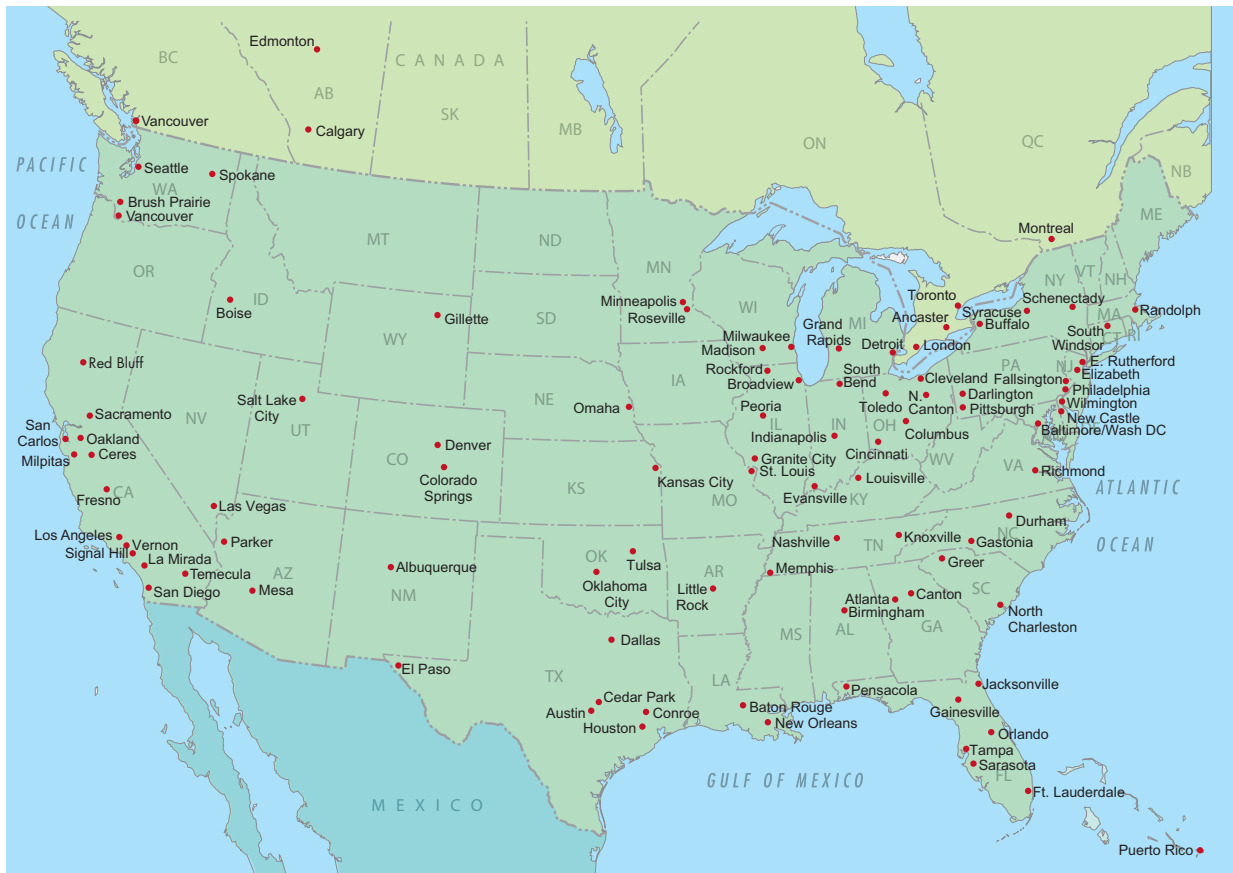 Edmonton
BC
CANADA
AB
SK
MB
ON
QC
NB
Vancouver
Calgary
PACIFIC
OCEAN
Seattle
Spokane
WA
Brush Prairie
Vancouver
MT
ND
MN
ME
Montreal
OR
ID
Boise
WY
Gillette
SD
Minneapolis
Roseville
WI
MI
NY
VT
NH
Toronto
Schenectady
Syracuse
Ancaster
Buffalo
Randolph
MA
CT
RI
South
Windsor
Milwaukee
Madison
Grand
Rapids
Detroit
London
Red Bluff
Rockford
Broadview
South
Bend
Cleveland
PA
NJ
E. Rutherford
Elizabeth
Fallsington
Philadelphia
IA
NE
Omaha
Salt Lake
City
NV
UT
Sacramento
San
Carlos
Oakland
Milpitas
Ceres
Peoria
IL
IN
OH
Toledo
N.
Canton
Darlington
Pittsburgh
Wilmington
New Castle
Baltimore/Wash DC
MD
Indianapolis
Columbus
Cincinnati
Denver
CO
Colorado
Springs
KS
Kansas City
MO
Granite City
St. Louis
Evansville
Louisville
KY
WV
VA
Richmond
ATLANTIC
OCEAN
Fresno
CA
Las Vegas
Los Angeles
Vernon
Signal Hill
La Mirada
Temecula
San Diego
Parker
AZ
Mesa
Albuquerque
NM
OK
Tulsa
Oklahoma
City
AR
Little
Rock
Nashville
TN
Knoxville
Memphis
Durham
NC
Gastonia
Greer
SC
Atlanta
Canton
Birmingham
North
Charleston
MS
AL
GA
El Paso
TX
Dallas
LA
Cedar Park
Austin
Conroe
Houston
Baton Rouge
New Orleans
Pensacola
Jacksonville
Gainesville
Orlando
Tampa
Sarasota
FL
Ft. Lauderdale
GULF OF MEXICO
MEXICO
Puerto Rico